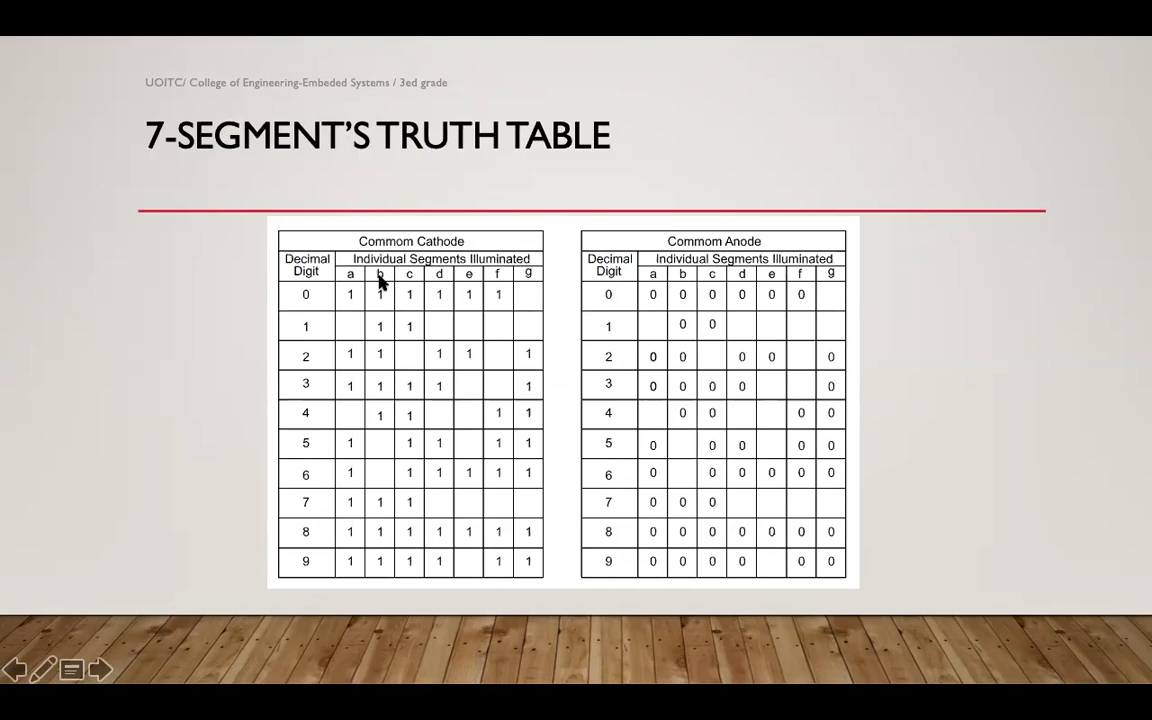 UOITC/ College of Engineering-Embeded Systems / 3ed grade
7-SEGMENT'S TRUTH TABLE
Commom Cathode
Decimal Digit Individual Segments Illuminated
a b c d e f g
0 1 1 1 1 1 1
1 1 1
2 1 1 1 1 1
3 1 1 1 1 1
4 1 1 1 1
5 1 1 1 1 1
6 1 1 1 1 1 1
7 1 1 1
8 1 1 1 1 1 1 1
9 1 1 1 1 1 1
Commom Anode
Decimal Digit Individual Segments Illuminated
a b c d e f g
0 0 0 0 0 0 0
1 0 0
2 0 0 0 0 0
3 0 0 0 0 0
4 0 0 0 0
5 0 0 0 0 0
6 0 0 0 0 0 0
7 0 0 0
8 0 0 0 0 0 0 0
9 0 0 0 0 0 0